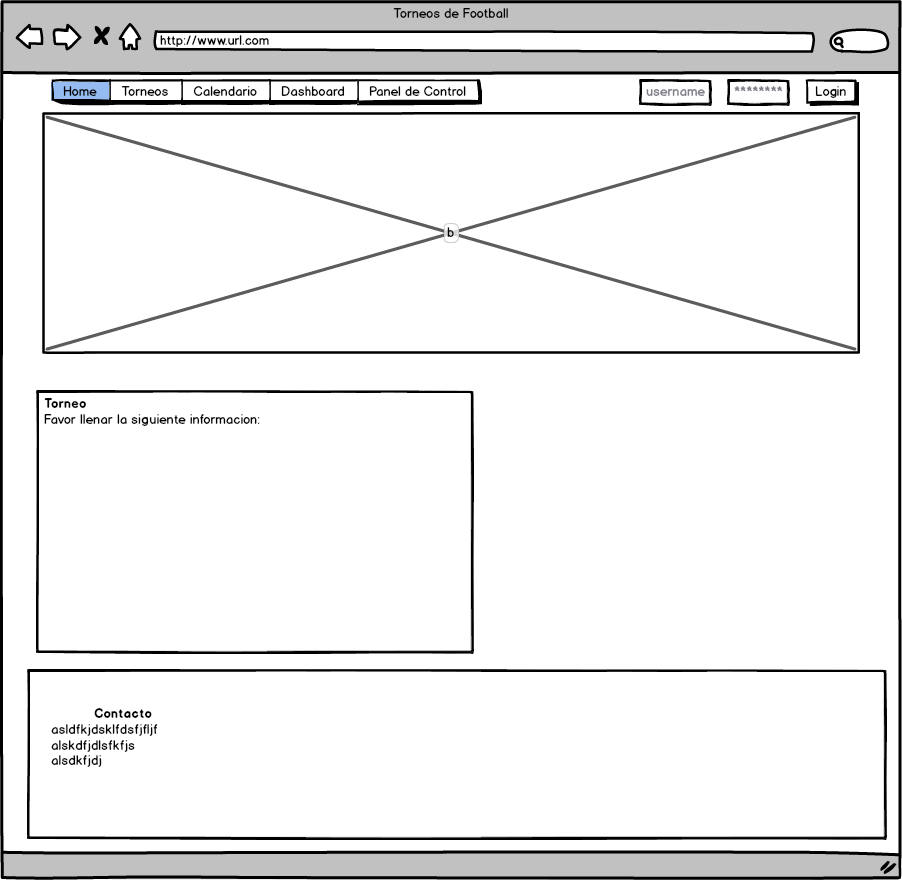 Torneos de Football
http://www.url.com
Home Torneos Calendario Dashboard Panel de Control username ******** Login
b
Torneo
Favor llenar la siguiente informacion:
Contacto
asldfkjdsklfdsfjfljf
alskdfjdlsfkfjs
alsdkfjdj